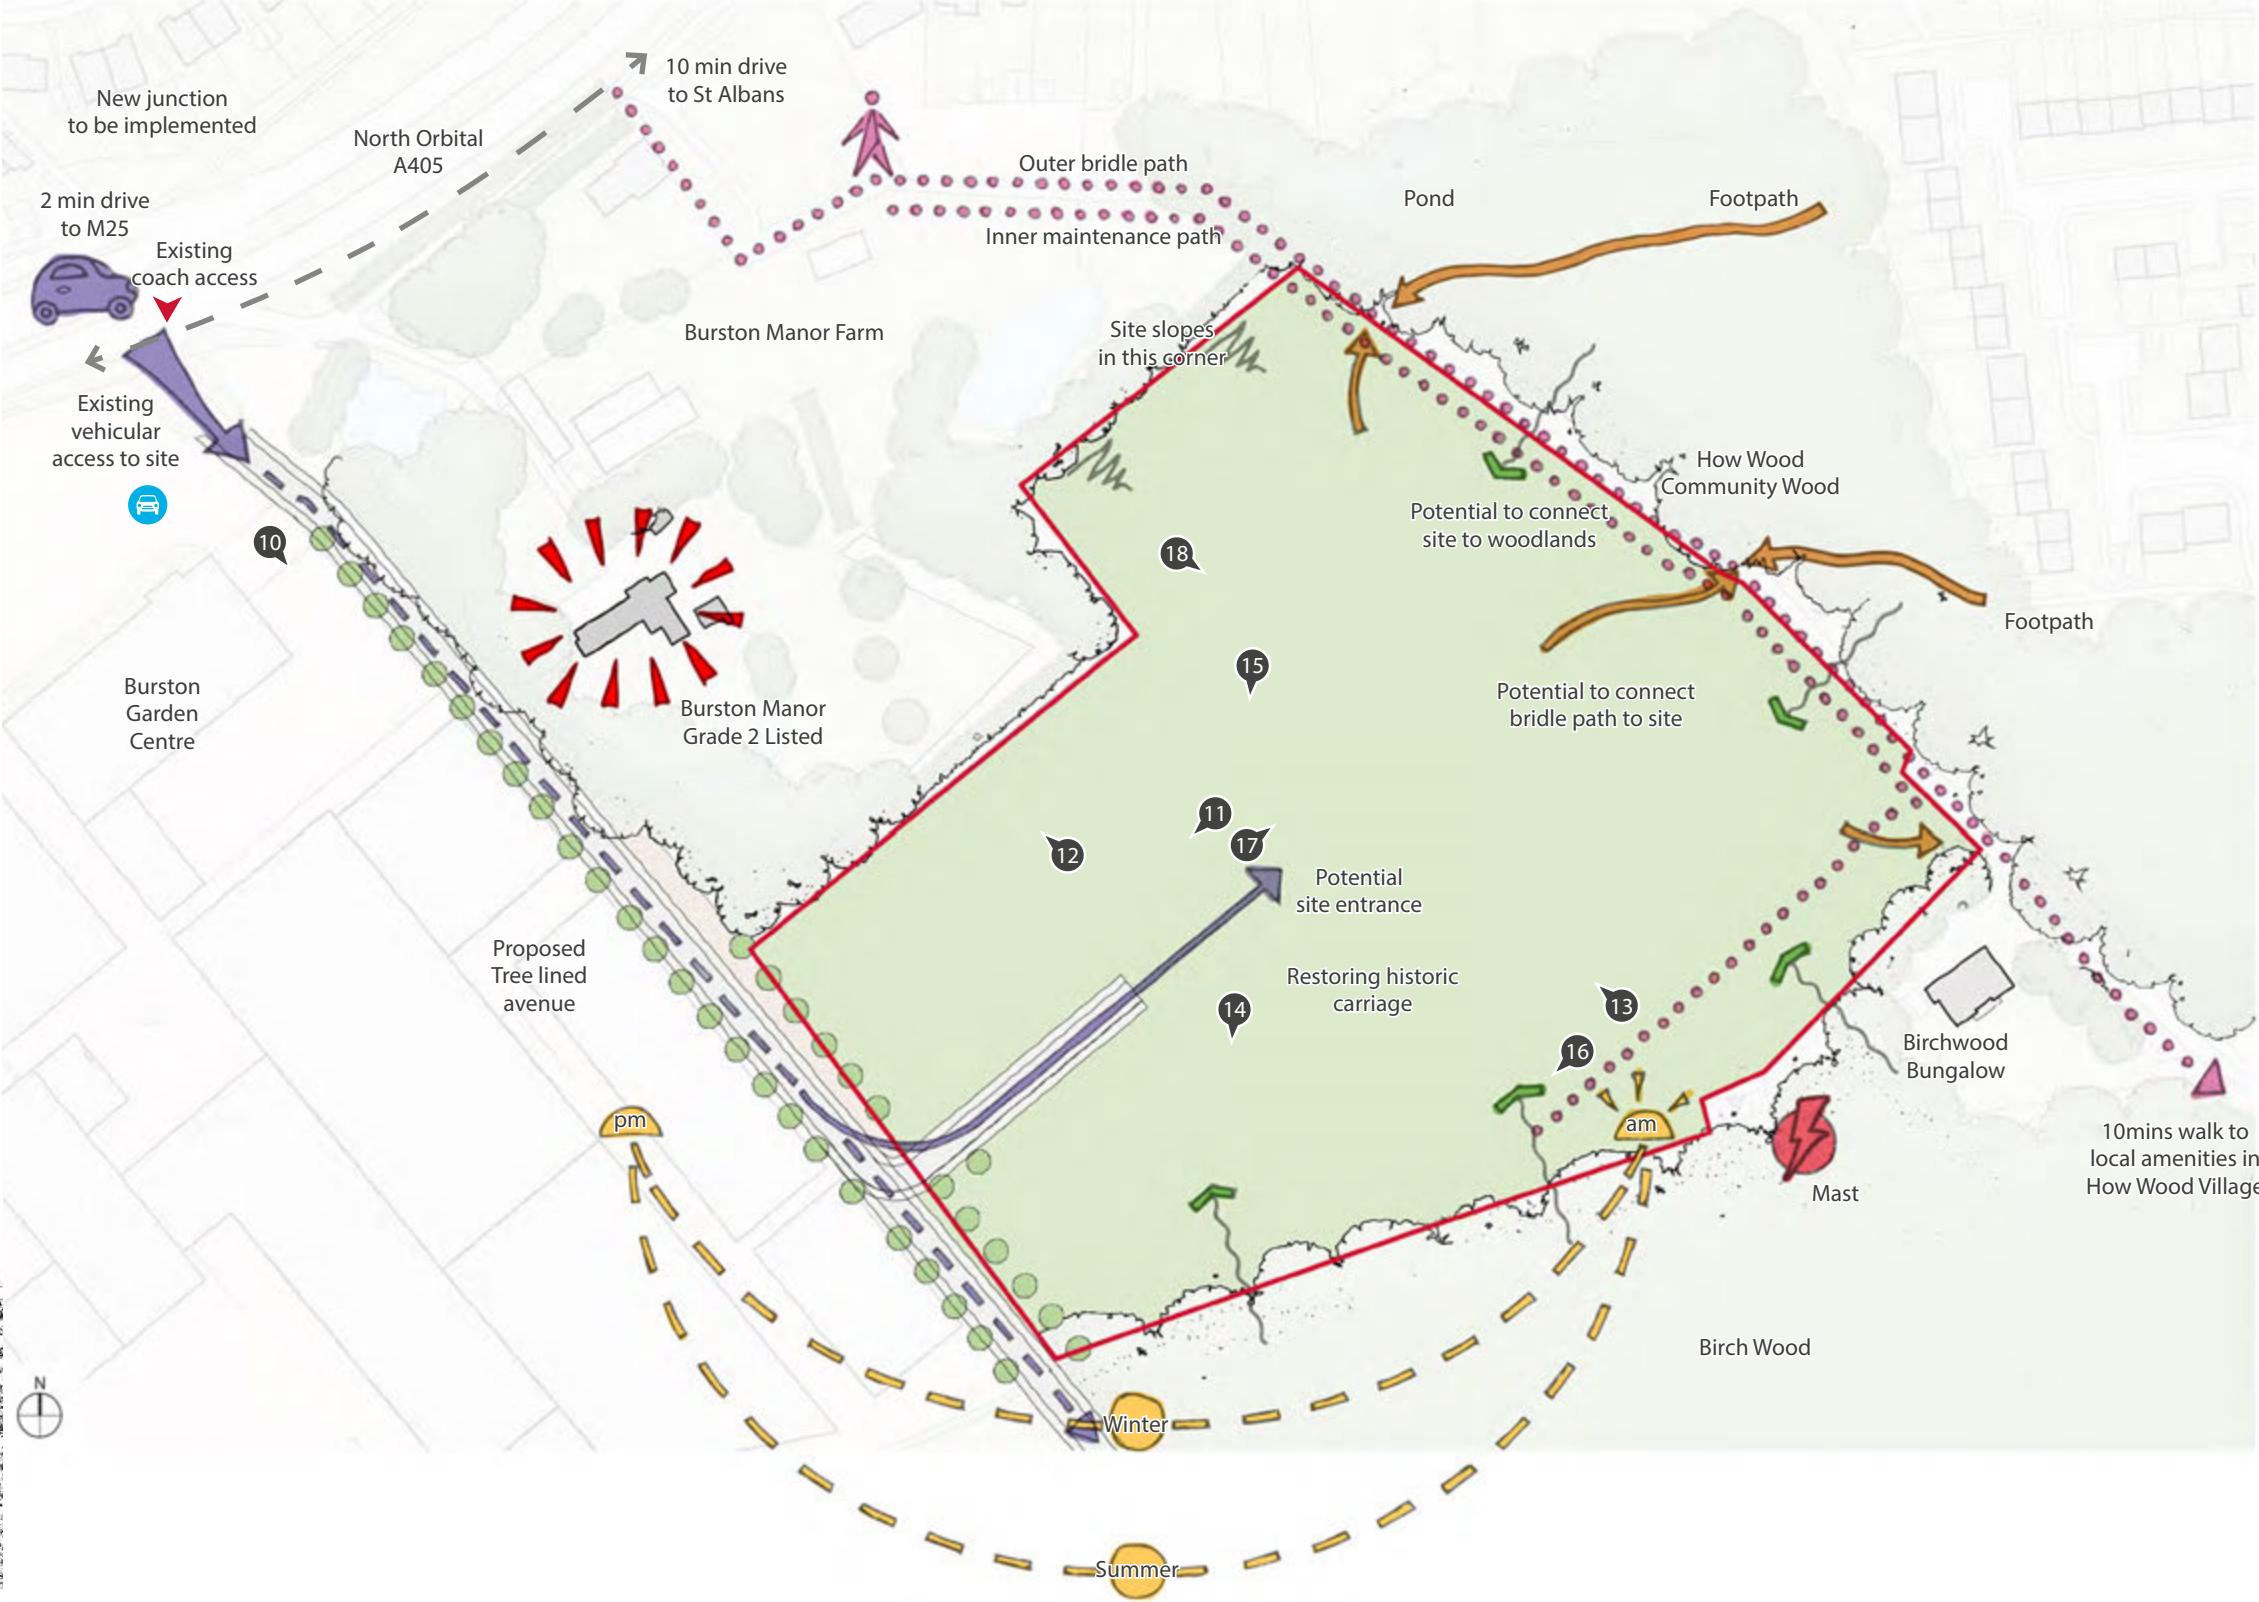 New junction
to be implemented
North Orbital
A405
10 min drive
to St Albans
2 min drive
to M25
Existing
coach access
Existing
vehicular
access to site
Outer bridle path
Inner maintenance path
Pond
Footpath
Burston Manor Farm
Site slopes
in this corner
How Wood
Community Wood
Potential to connect
site to woodlands
Footpath
10
18
15
Potential to connect
bridle path to site
Burston
Garden
Centre
Burston Manor
Grade 2 Listed
11
17
12
Potential
site entrance
Proposed
Tree lined
avenue
Restoring historic
carriage
14
13
16
Birchwood
Bungalow
pm
am
Mast
10mins walk to
local amenities in
How Wood Village
Birch Wood
N
Winter
Summer